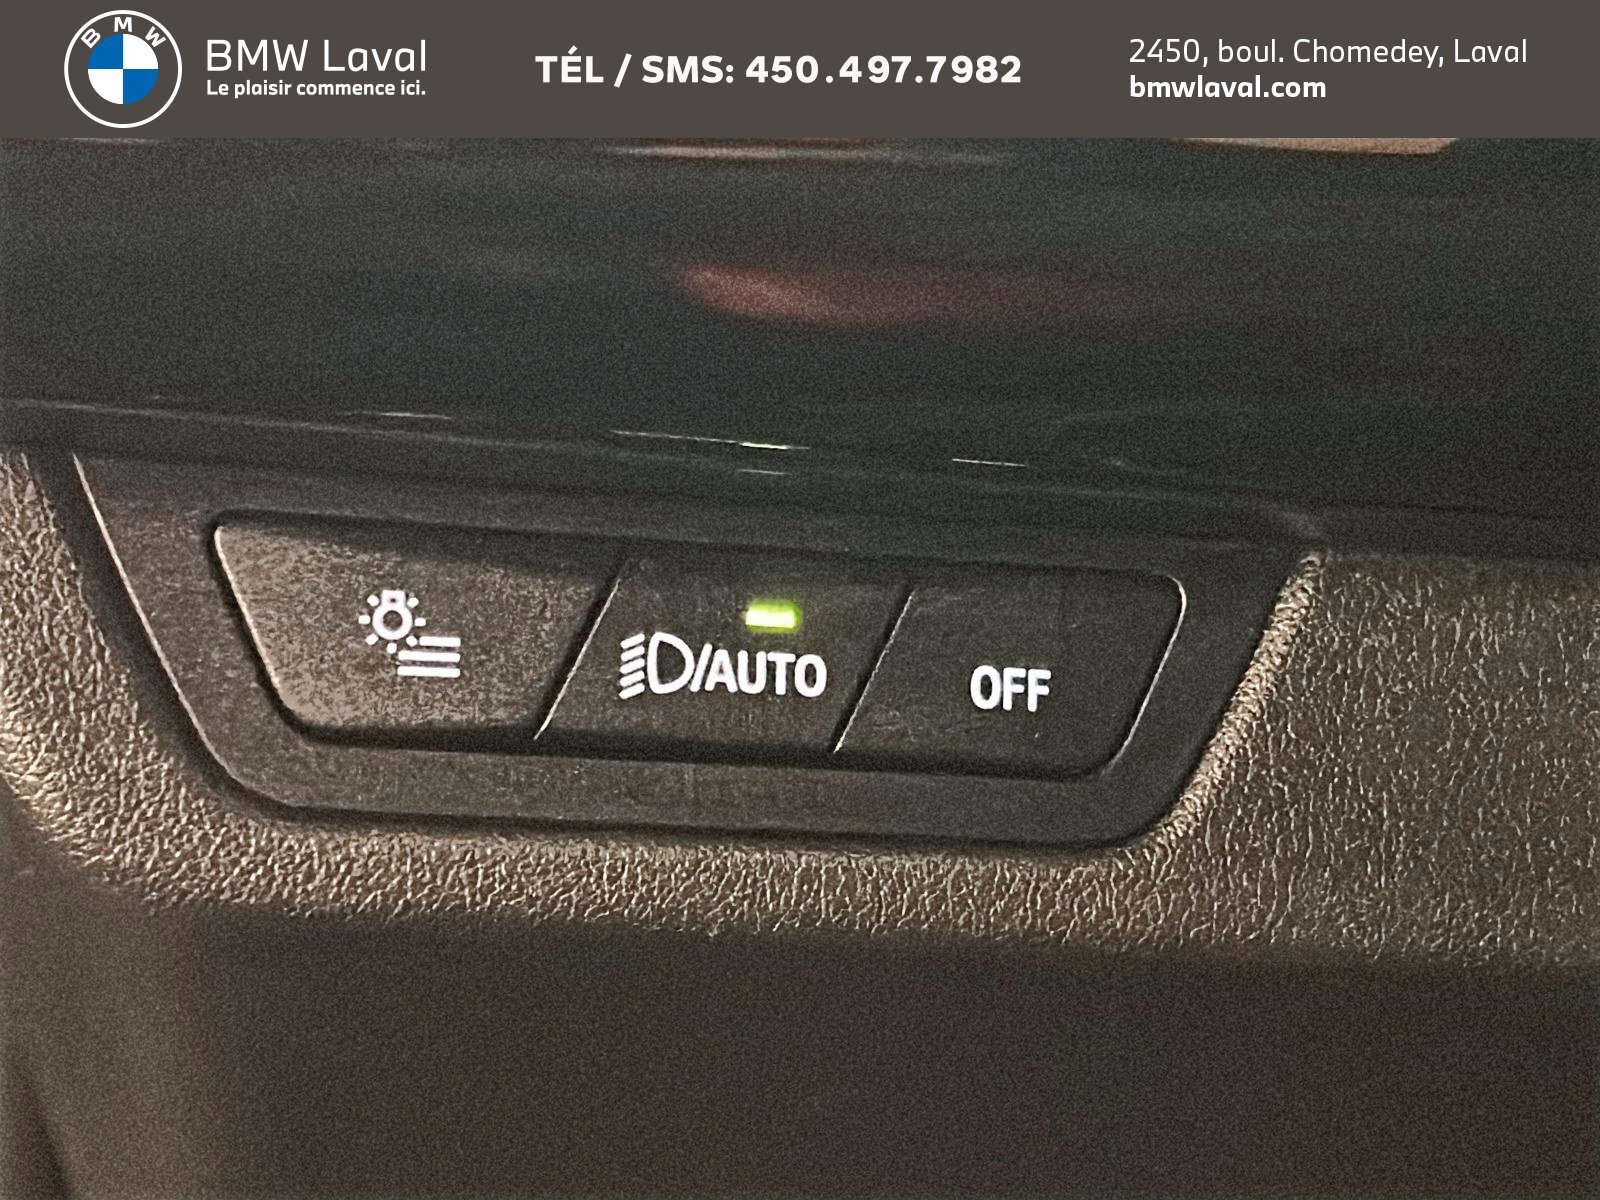 BMW
BMW Laval
Le plaisir commence ici.
TÉL / SMS: 450.497.7982
2450, boul. Chomedey, Laval
bmwlaval.com
/AUTO
OFF